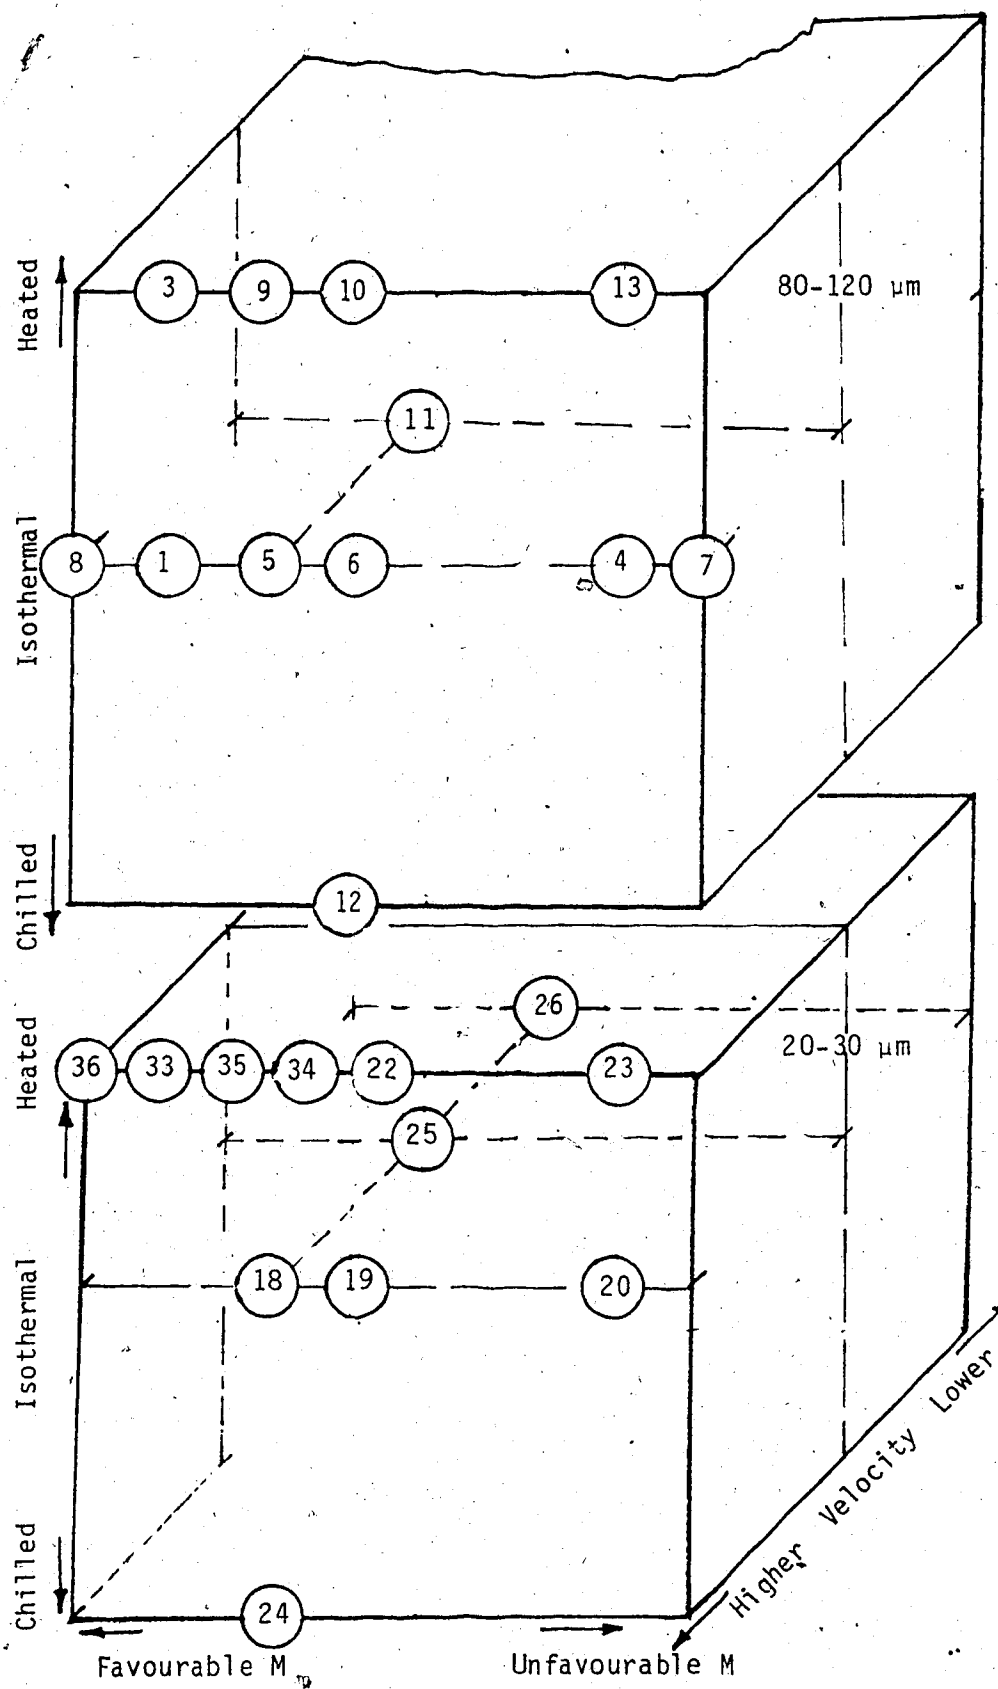 Heated
3 9 10 13
80-120 µm
11
Isothermal
8 1 5 6 4 7
Chilled
12
26
20-30 µm
Heated
36 33 35 34 22 23
25
Isothermal
18 19 20
Lower
Velocity
Higher
Chilled
24
Favourable M Unfavourable M